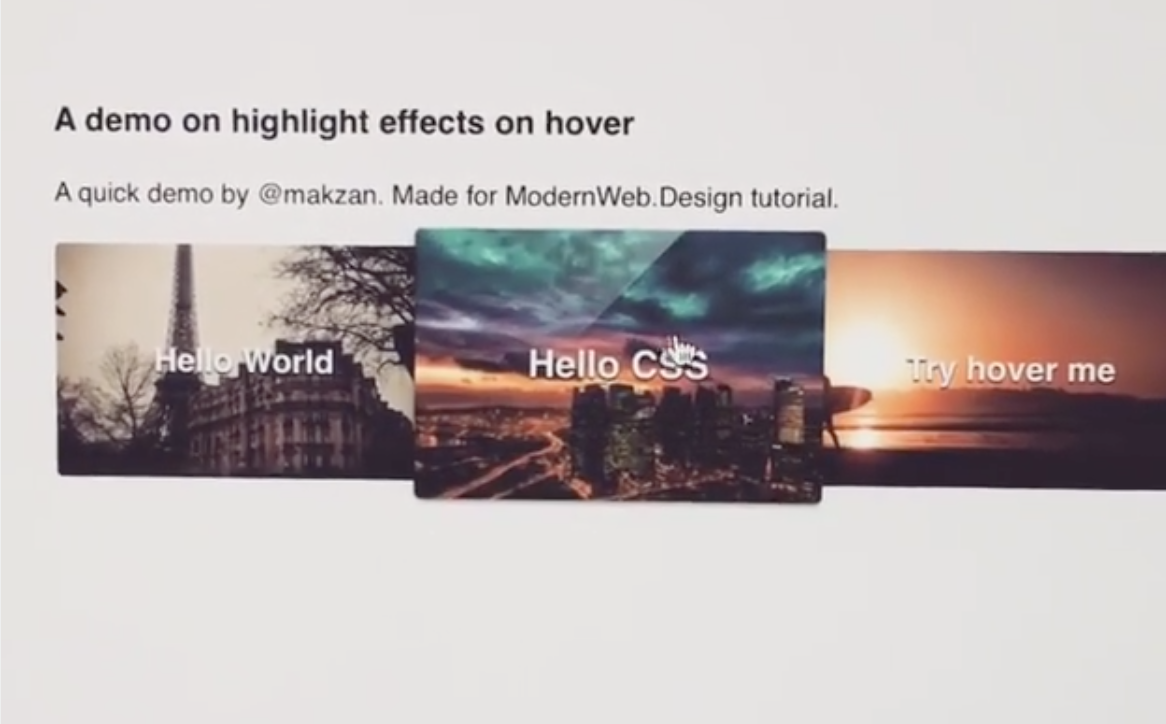 A demo on highlight effects on hover
A quick demo by @makzan. Made for ModernWeb.Design tutorial.
Hello World
Hello CSS
Try hover me